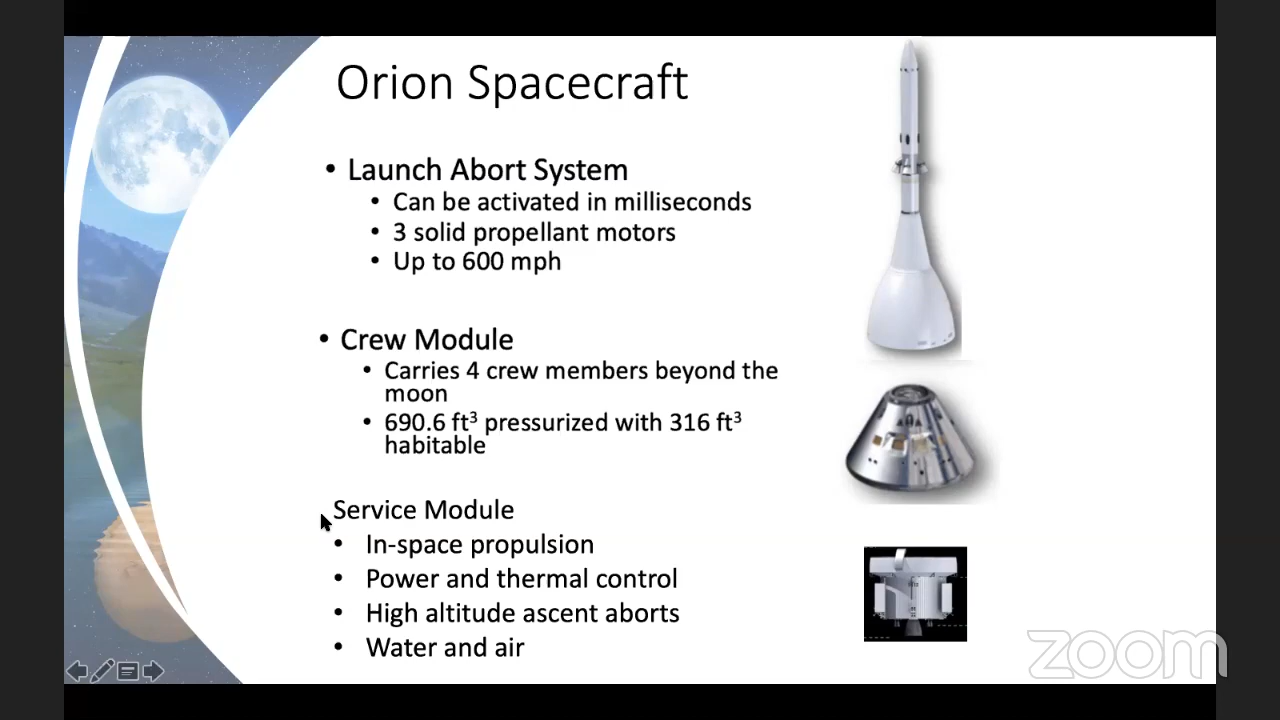 Orion Spacecraft
• Launch Abort System
• Can be activated in milliseconds
• 3 solid propellant motors
• Up to 600 mph
• Crew Module
• Carries 4 crew members beyond the
moon
• 690.6 ft³ pressurized with 316 ft³
habitable
Service Module
• In-space propulsion
• Power and thermal control
• High altitude ascent aborts
• Water and air
zoom